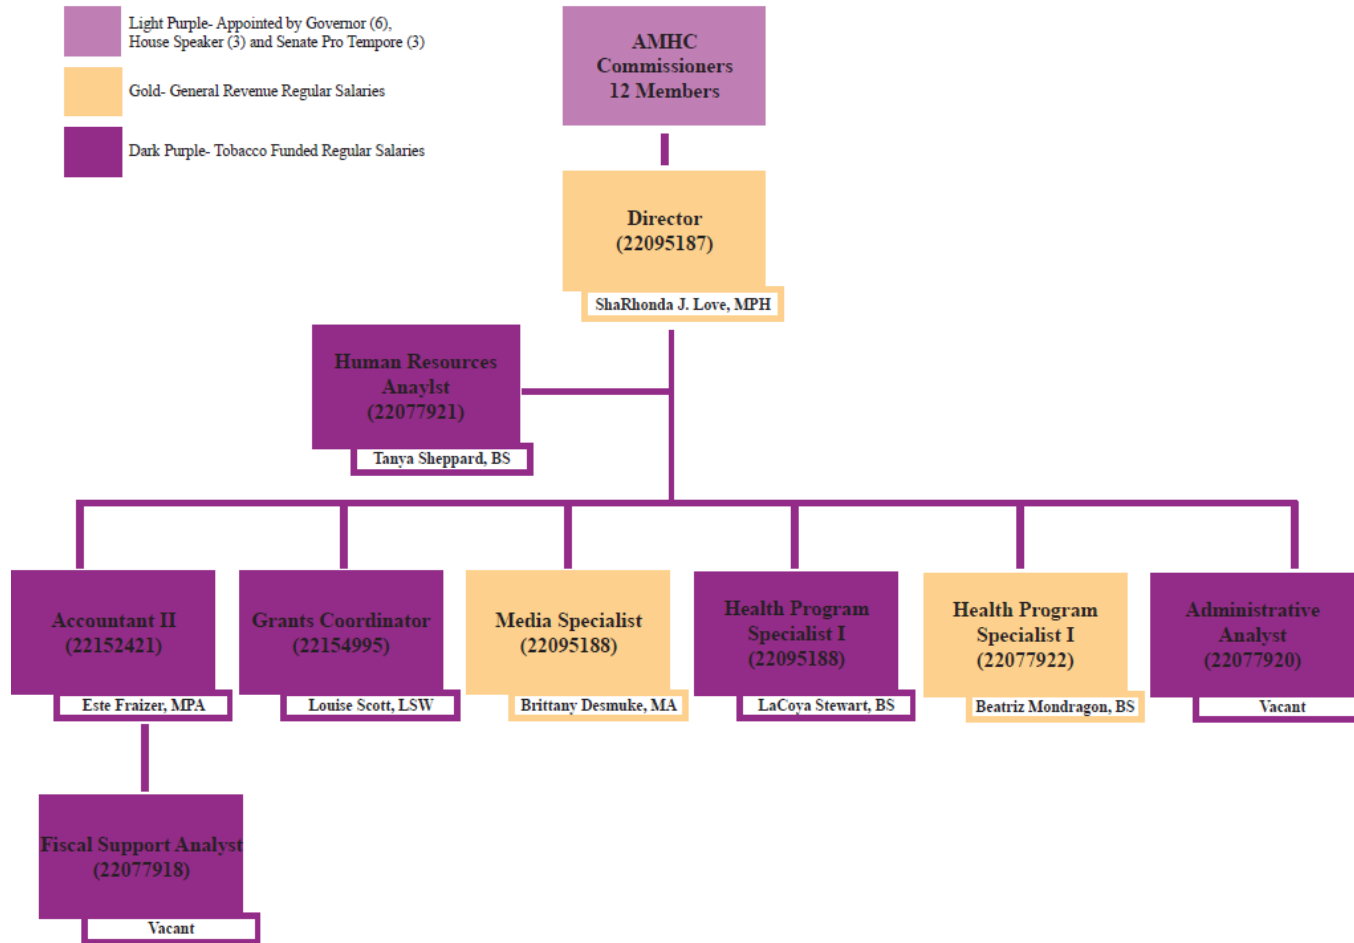 Light Purple- Appointed by Governor (6),
House Speaker (3) and Senate Pro Tempore (3)
Gold- General Revenue Regular Salaries
Dark Purple- Tobacco Funded Regular Salaries
AMHC
Commissioners
12 Members
Director
(22095187)
ShaRhonda J. Love, MPH
Human Resources
Anaylst
(22077921)
Tanya Sheppard, BS
Accountant II
(22152421)
Este Fraizer, MPA
Grants Coordinator
(22154995)
Louise Scott, LSW
Media Specialist
(22095188)
Brittany Desmuke, MA
Health Program
Specialist I
(22095188)
LaCoya Stewart, BS
Health Program
Specialist I
(22077922)
Beatriz Mondragon, BS
Administrative
Analyst
(22077920)
Vacant
Fiscal Support Analyst
(22077918)
Vacant